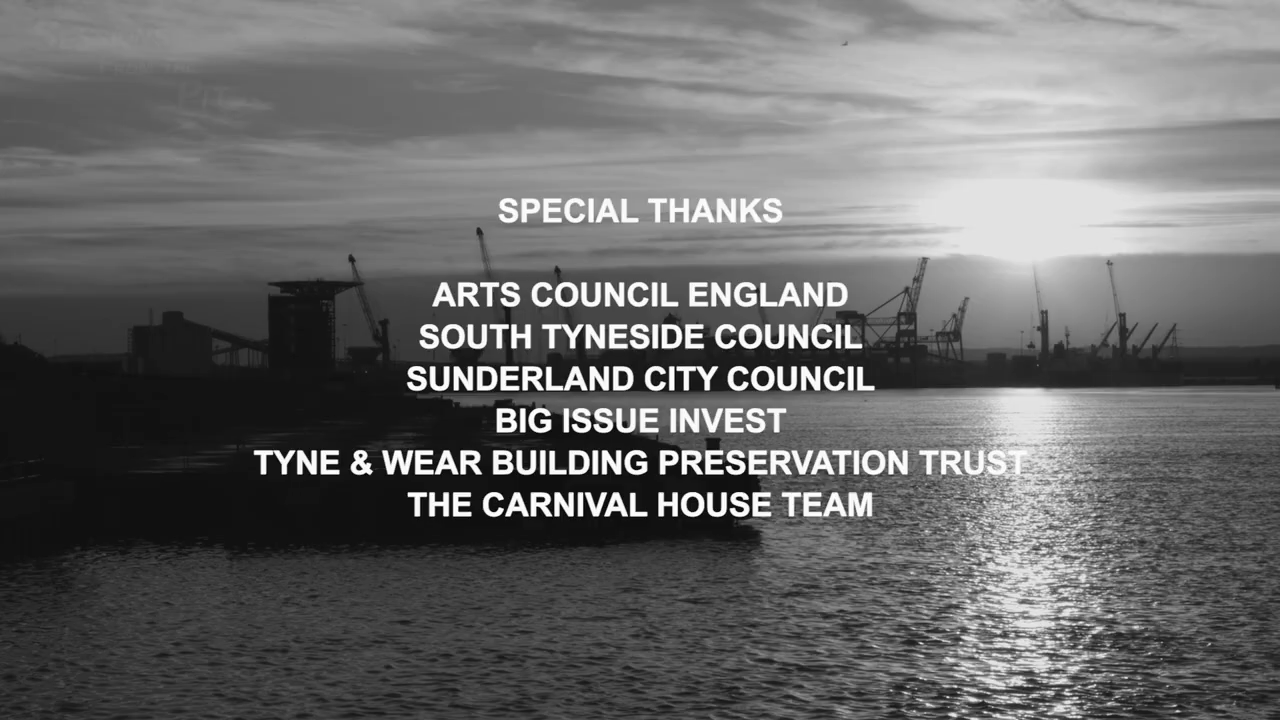 SPECIAL THANKS
ARTS COUNCIL ENGLAND
SOUTH TYNESIDE COUNCIL
SUNDERLAND CITY COUNCIL
BIG ISSUE INVEST
TYNE & WEAR BUILDING PRESERVATION TRUST
THE CARNIVAL HOUSE TEAM